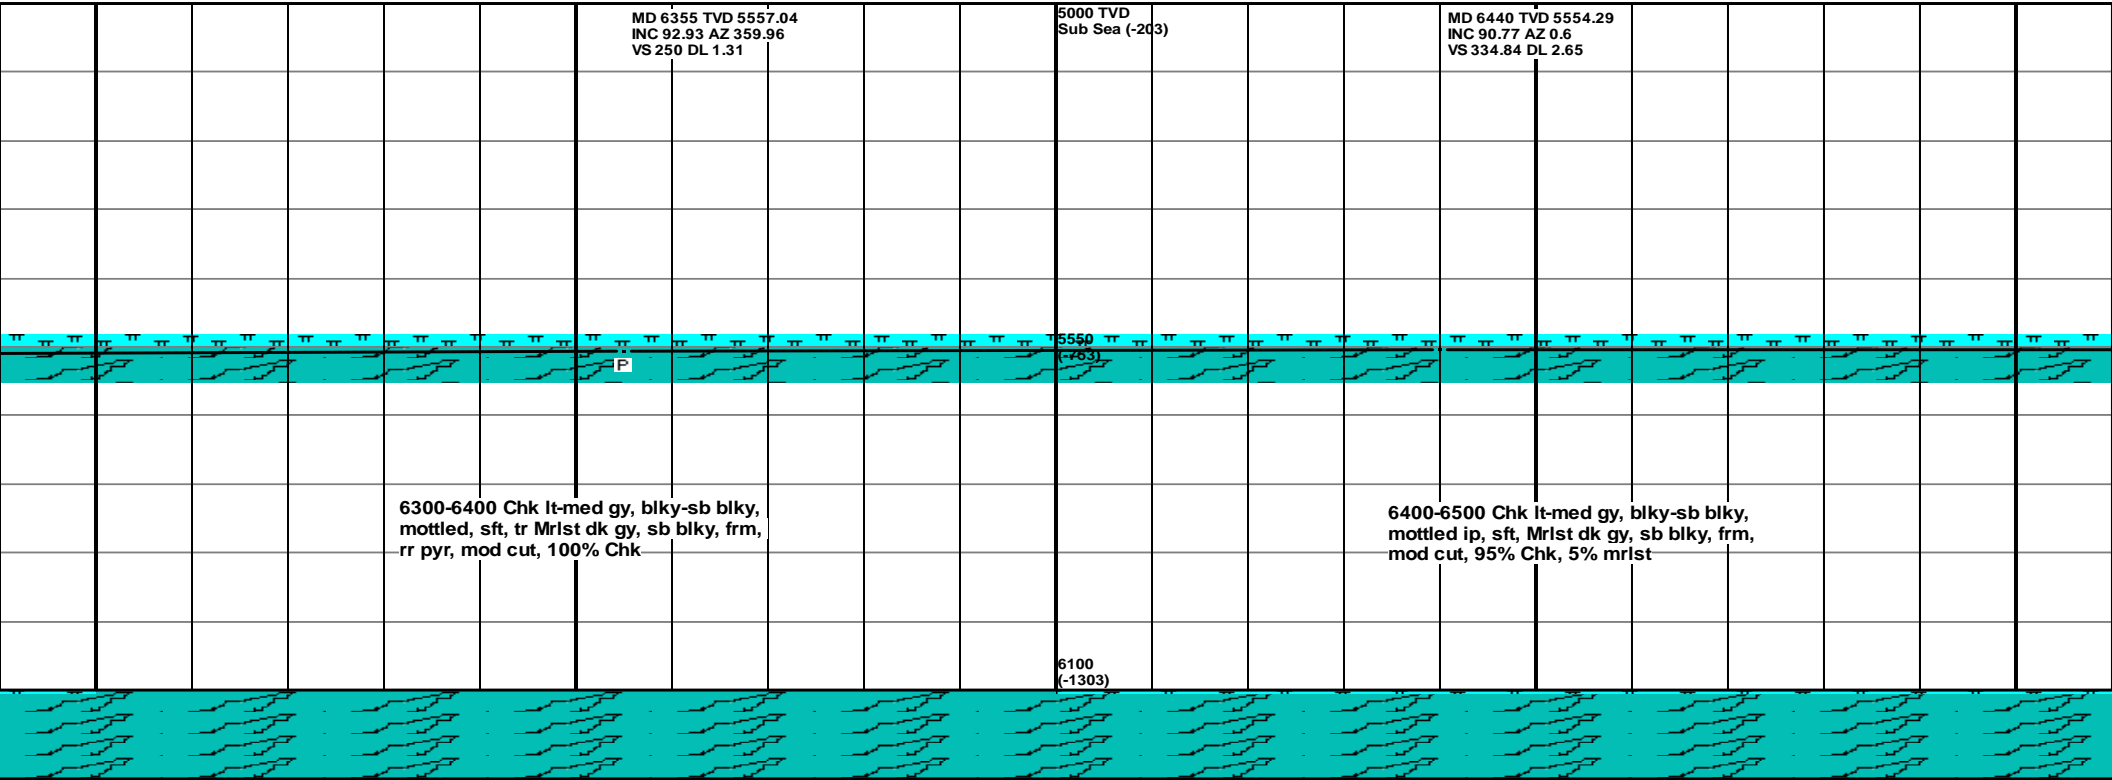 MD 6355 TVD 5557.04
INC 92.93 AZ 359.96
VS 250 DL 1.31
5000 TVD
Sub Sea (-203)
MD 6440 TVD 5554.29
INC 90.77 AZ 0.6
VS 334.84 DL 2.65
5550
(-753)
P
6300-6400 Chk lt-med gy, blky-sb blky,
mottled, sft, tr Mrlst dk gy, sb blky, frm,
rr pyr, mod cut, 100% Chk
6400-6500 Chk lt-med gy, blky-sb blky,
mottled ip, sft, Mrlst dk gy, sb blky, frm,
mod cut, 95% Chk, 5% mrlst
6100
(-1303)